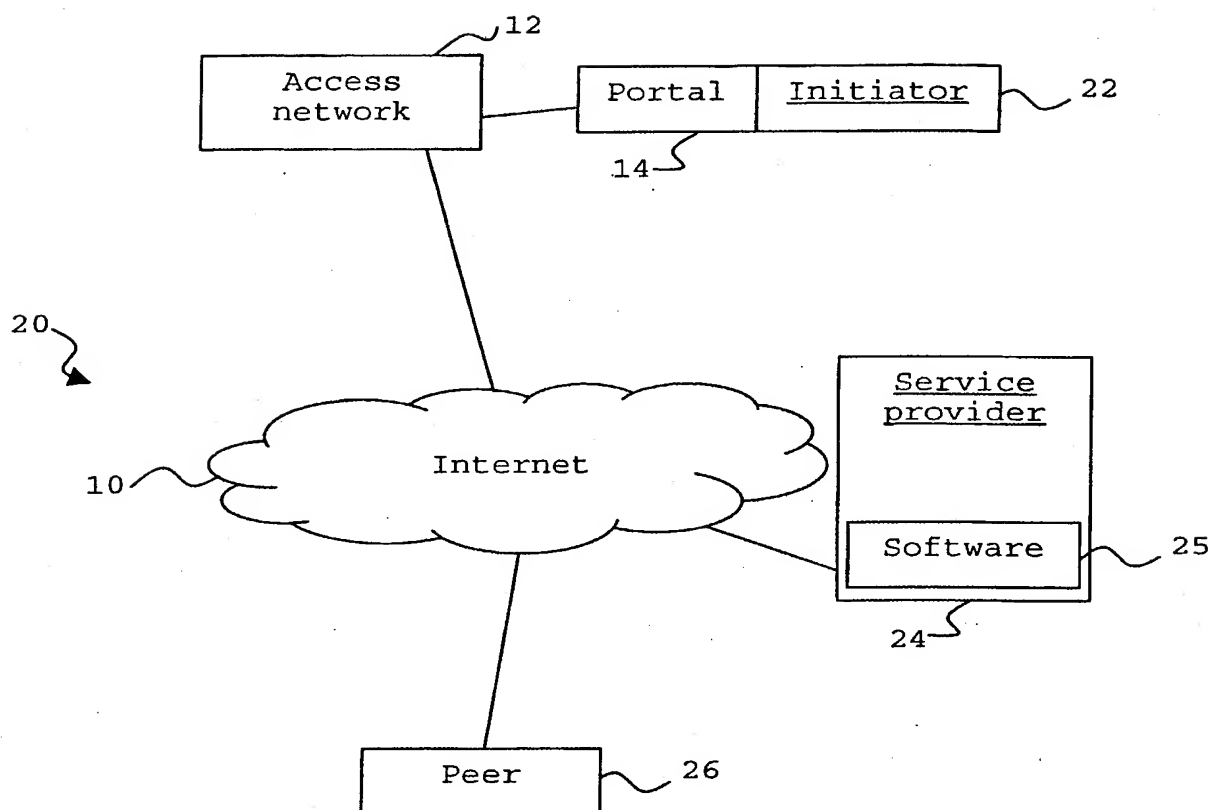 12
Access
network
Portal
Initiator
22
14
20
Service
provider
Internet
10
Software
25
24
Peer
26